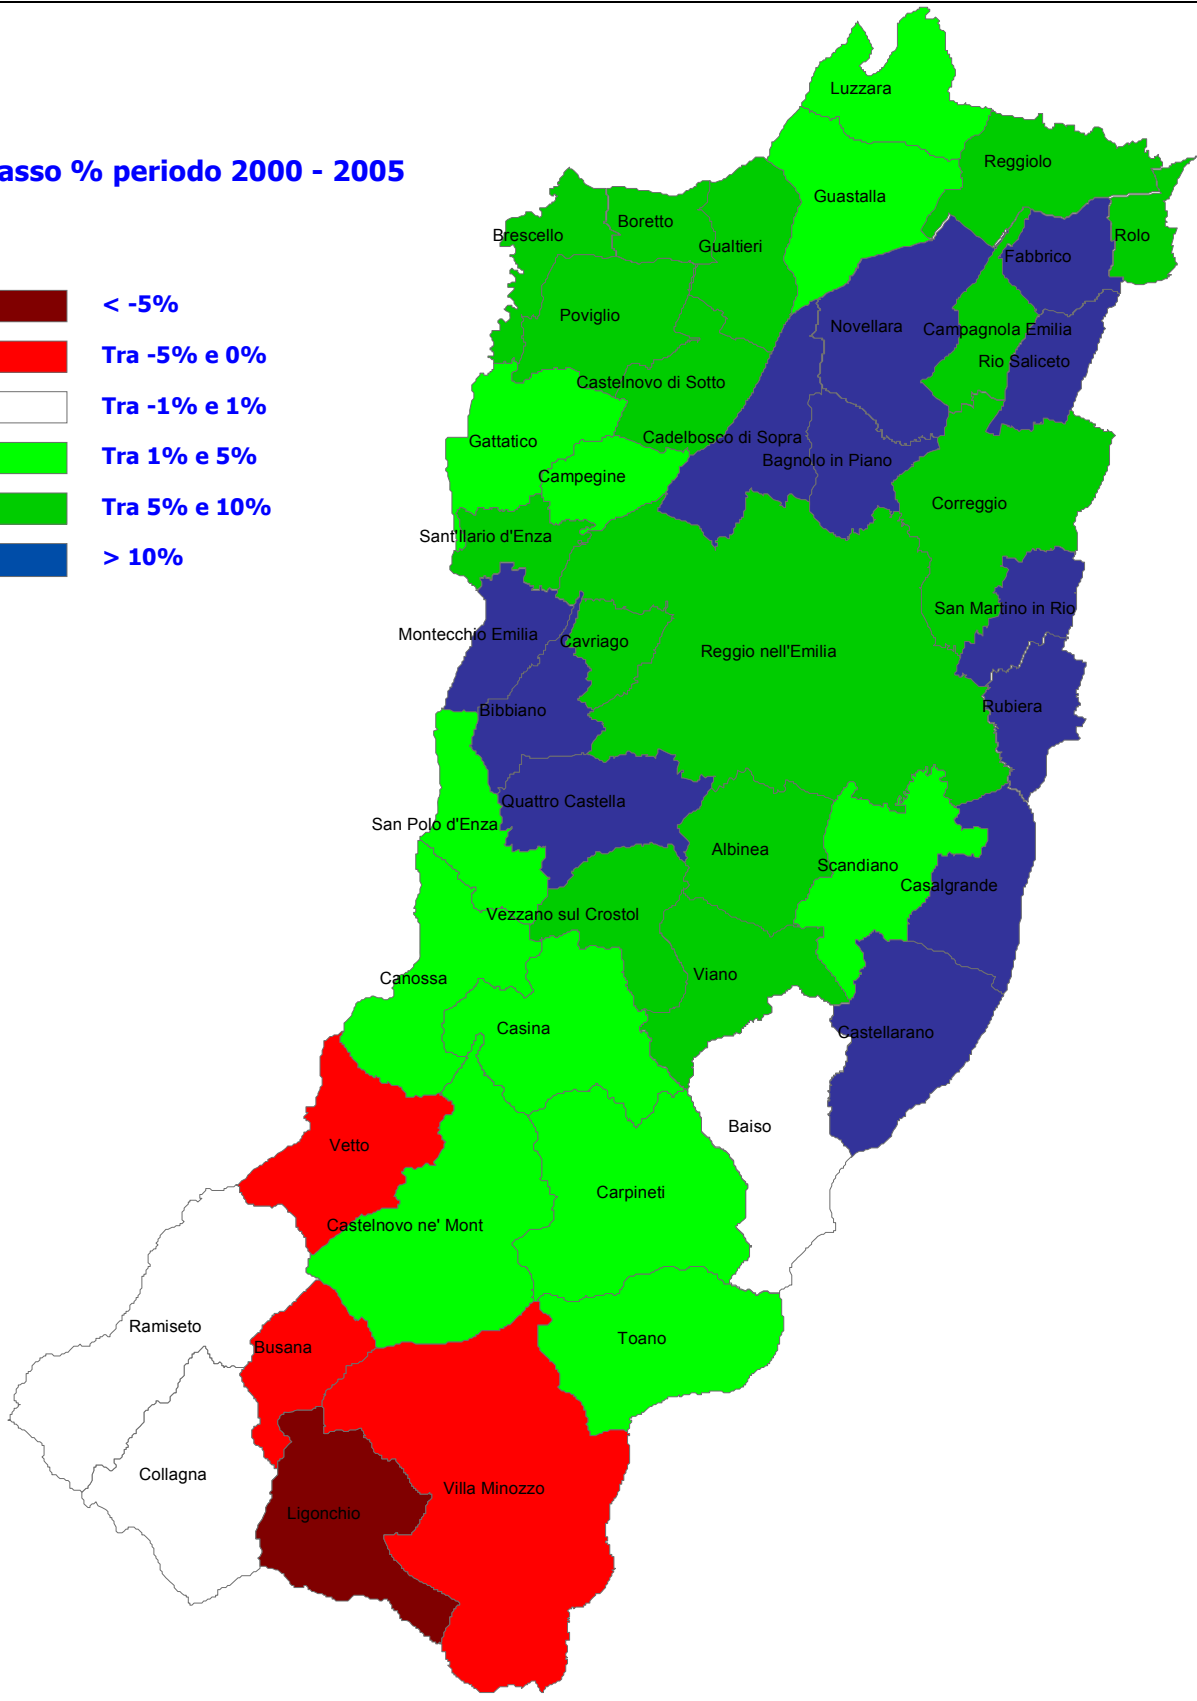 asso % periodo 2000 - 2005
< -5%
Tra -5% e 0%
Tra -1% e 1%
Tra 1% e 5%
Tra 5% e 10%
> 10%
Luzzara
Reggiolo
Guastalla
Boretto
Brescello
Gualtieri
Rolo
Fabbrico
Poviglio
Novellara
Campagnola Emilia
Rio Saliceto
Castelnovo di Sotto
Cadelbosco di Sopra
Gattatico
Bagnolo in Piano
Campegine
Correggio
Sant'Ilario d'Enza
San Martino in Rio
Montecchio Emilia
Cavriago
Reggio nell'Emilia
Bibbiano
Rubiera
Quattro Castella
San Polo d'Enza
Albinea
Scandiano
Casalgrande
Vezzano sul Crostol
Viano
Canossa
Casina
Castellarano
Baiso
Vetto
Carpineti
Castelnovo ne' Mont
Ramiseto
Toano
Busana
Collagna
Villa Minozzo
Ligonchio